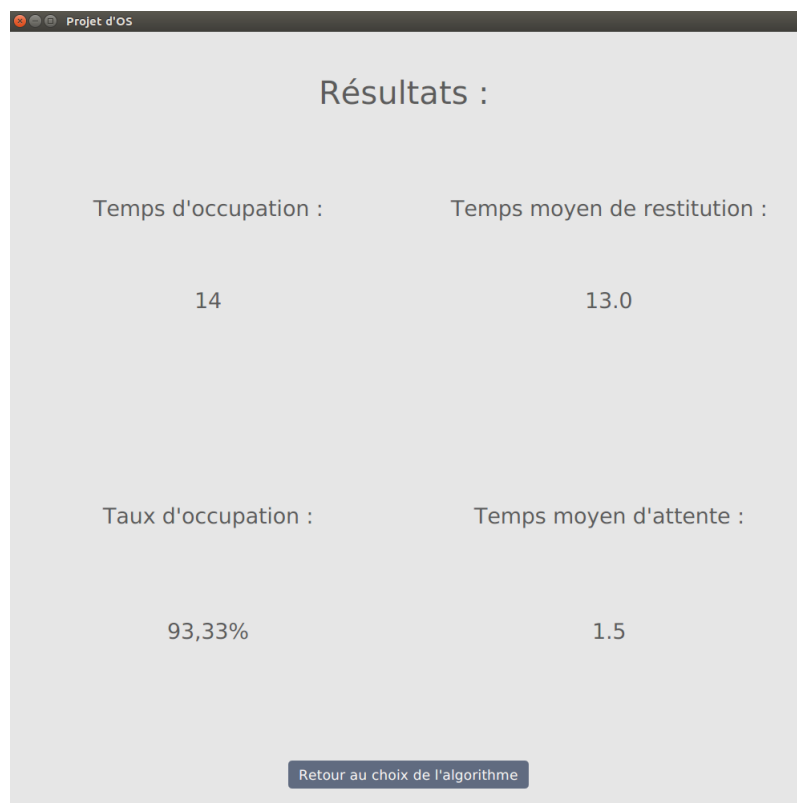 Projet d'OS
Résultats :
Temps d'occupation :
Temps moyen de restitution :
14
13.0
Taux d'occupation :
Temps moyen d'attente :
93,33%
1.5
Retour au choix de l'algorithme